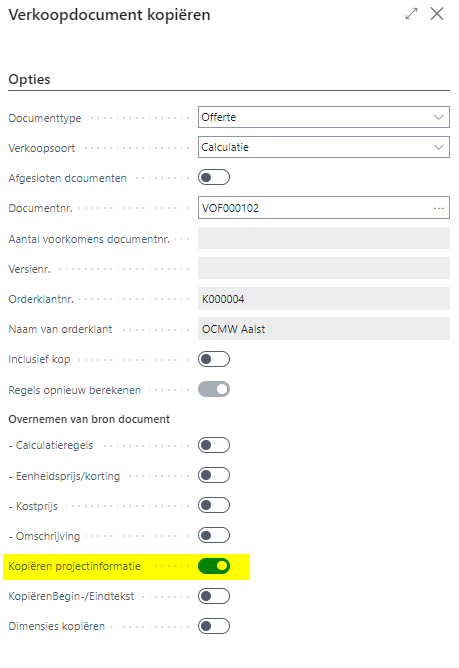 Verkoopdocument kopiëren
Opties
Documenttype Offerte
Verkoopsoort Calculatie
Afgesloten dcoumenten
Documentnr. VOF000102
Aantal voorkomens documentnr.
Versienr.
Orderklantnr. K000004
Naam van orderklant OCMW Aalst
Inclusief kop
Regels opnieuw berekenen
Overnemen van bron document
- Calculatieregels
- Eenheidsprijs/korting
- Kostprijs
- Omschrijving
Kopiëren projectinformatie
KopiërenBegin-/Eindtekst
Dimensies kopiëren